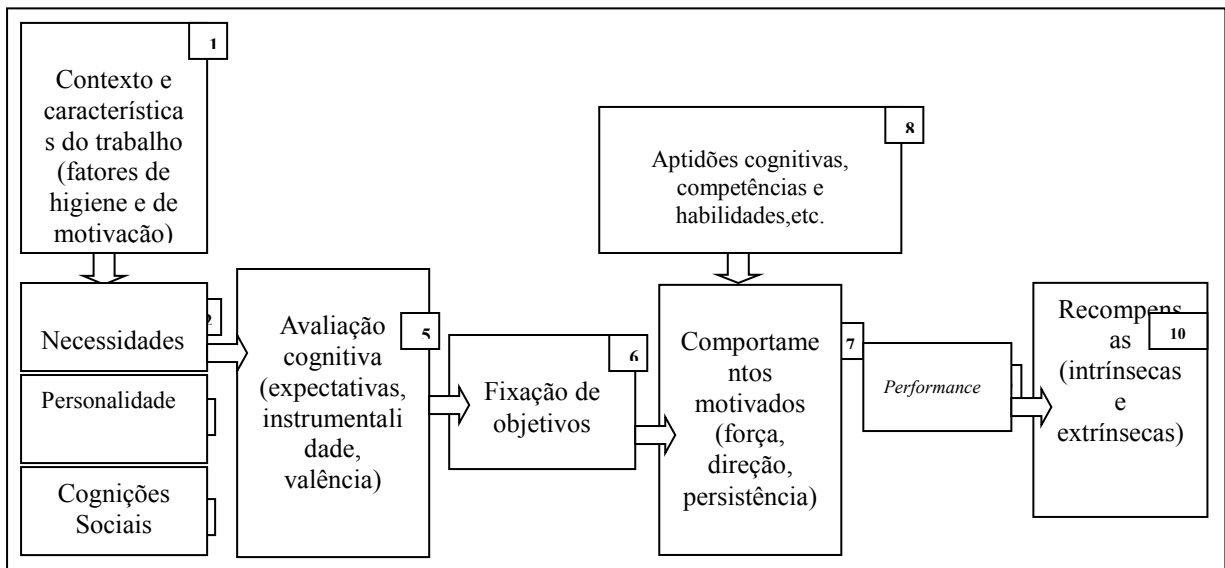 1
Contexto e
característica
s do trabalho
(fatores de
higiene e de
motivação)
8
Aptidões cognitivas,
competências e
habilidades,etc.
2
Necessidades
Personalidade
Cognições
Sociais
5
Avaliação
cognitiva
(expectativas,
instrumentali
dade,
valência)
6
Fixação de
objetivos
7
Comportame
ntos
motivados
(força,
direção,
persistência)
Performance
10
Recompens
as
(intrínsecas
e
extrínsecas)